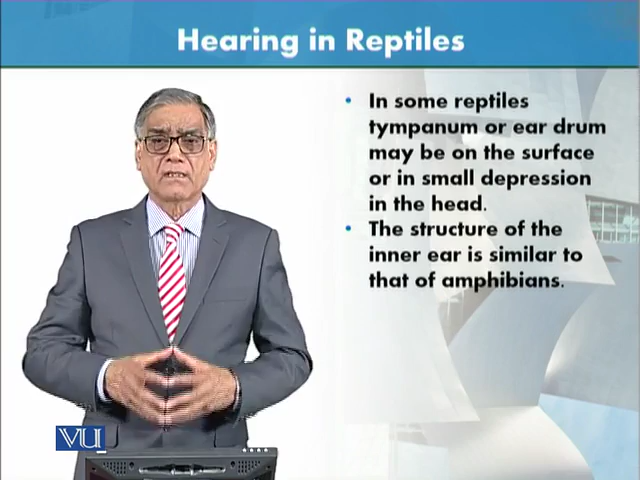 Hearing in Reptiles
• In some reptiles
tympanum or ear drum
may be on the surface
or in small depression
in the head.
• The structure of the
inner ear is similar to
that of amphibians.
VU